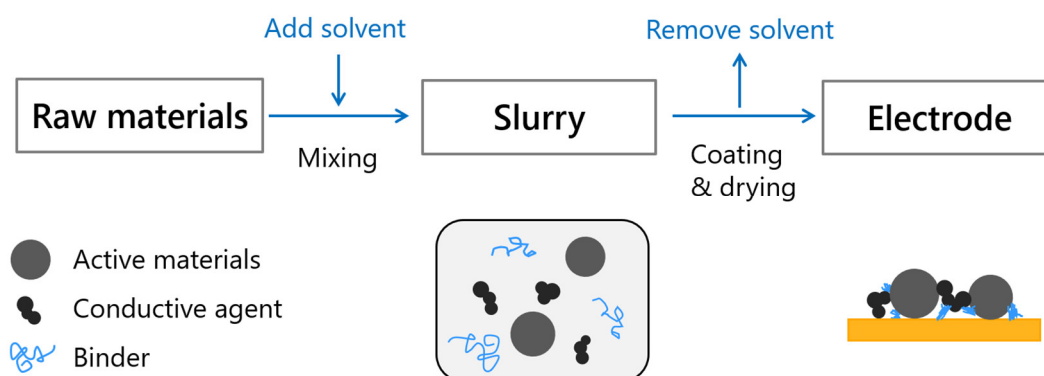 Add solvent
Remove solvent
Raw materials
Slurry
Electrode
Mixing
Coating
& drying
Active materials
Conductive agent
Binder